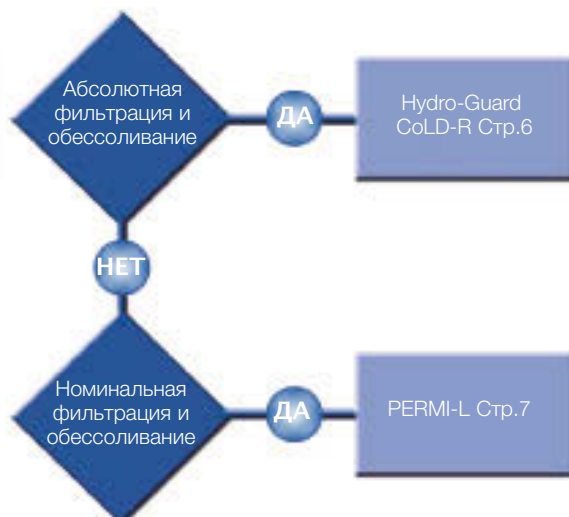 Абсолютная
фильтрация и
обессоливание
ДА
Hydro-Guard
CoLD-R Стр.6
НЕТ
Номинальная
фильтрация и
обессоливание
ДА
PERMI-L Стр.7